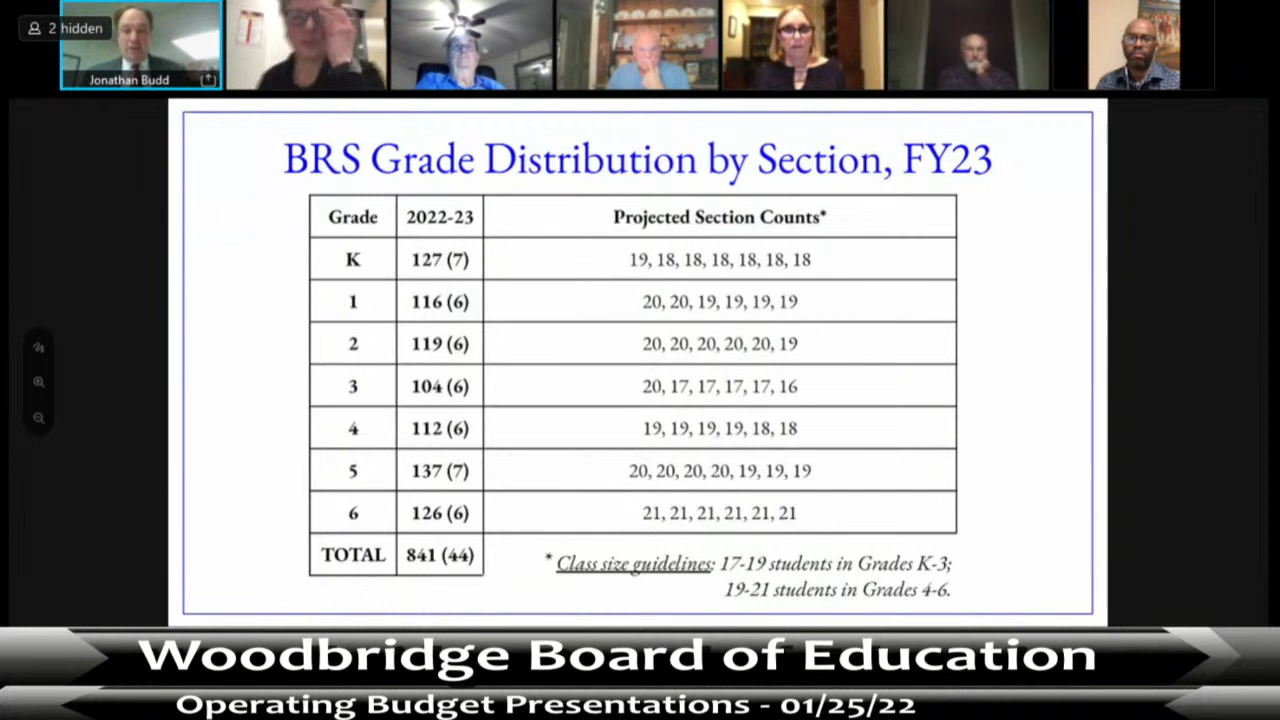 2 hidden
Jonathan Budd
BRS Grade Distribution by Section, FY23
Grade 2022-23 Projected Section Counts*
K 127 (7) 19, 18, 18, 18, 18, 18, 18
1 116 (6) 20, 20, 19, 19, 19, 19
2 119 (6) 20, 20, 20, 20, 20, 19
3 104 (6) 20, 17, 17, 17, 17, 16
4 112 (6) 19, 19, 19, 19, 18, 18
5 137 (7) 20, 20, 20, 20, 19, 19, 19
6 126 (6) 21, 21, 21, 21, 21, 21
TOTAL 841 (44)
* Class size guidelines: 17-19 students in Grades K-3;
19-21 students in Grades 4-6.
Woodbridge Board of Education
Operating Budget Presentations - 01/25/22